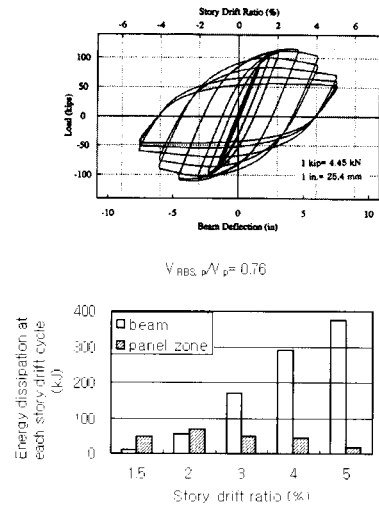 Story Drift Ratio (%)
-6 -4 -2 0 2 4 6
100
50
0
-50
-100
Load (kips)
1 kip= 4.45 kN
1 in.= 25.4 mm
-10 -5 0 5 10
Beam Deflection (in)
V RBS, p/V p= 0.76
400
300
200
100
0
Energy dissipation at
each story drift cycle
(kJ)
beam
panel zone
1.5 2 3 4 5
Story drift ratio (%)